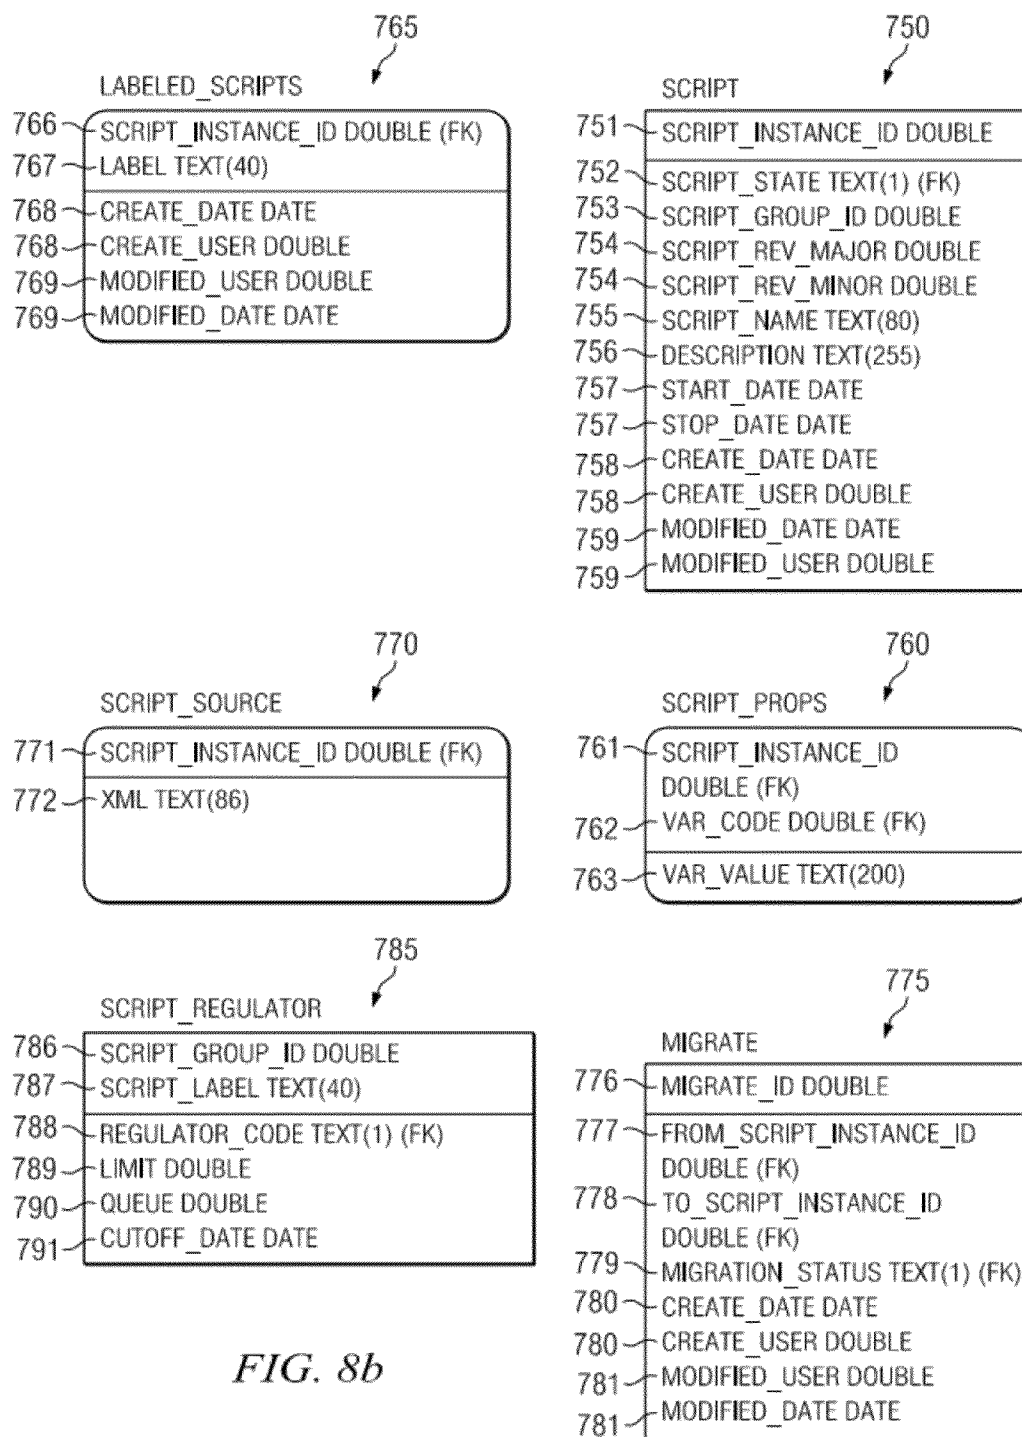 765
LABELED_SCRIPTS
766 SCRIPT_INSTANCE_ID DOUBLE (FK)
767 LABEL TEXT(40)
768 CREATE_DATE DATE
768 CREATE_USER DOUBLE
769 MODIFIED_USER DOUBLE
769 MODIFIED_DATE DATE
750
SCRIPT
751 SCRIPT_INSTANCE_ID DOUBLE
752 SCRIPT_STATE TEXT(1) (FK)
753 SCRIPT_GROUP_ID DOUBLE
754 SCRIPT_REV_MAJOR DOUBLE
754 SCRIPT_REV_MINOR DOUBLE
755 SCRIPT_NAME TEXT(80)
756 DESCRIPTION TEXT(255)
757 START_DATE DATE
757 STOP_DATE DATE
758 CREATE_DATE DATE
758 CREATE_USER DOUBLE
759 MODIFIED_DATE DATE
759 MODIFIED_USER DOUBLE
770
SCRIPT_SOURCE
771 SCRIPT_INSTANCE_ID DOUBLE (FK)
772 XML TEXT(86)
760
SCRIPT_PROPS
761 SCRIPT_INSTANCE_ID
DOUBLE (FK)
762 VAR_CODE DOUBLE (FK)
763 VAR_VALUE TEXT(200)
785
SCRIPT_REGULATOR
786 SCRIPT_GROUP_ID DOUBLE
787 SCRIPT_LABEL TEXT(40)
788 REGULATOR_CODE TEXT(1) (FK)
789 LIMIT DOUBLE
790 QUEUE DOUBLE
791 CUTOFF_DATE DATE
775
MIGRATE
776 MIGRATE_ID DOUBLE
777 FROM_SCRIPT_INSTANCE_ID
DOUBLE (FK)
778 TO_SCRIPT_INSTANCE_ID
DOUBLE (FK)
779 MIGRATION_STATUS TEXT(1) (FK)
780 CREATE_DATE DATE
780 CREATE_USER DOUBLE
781 MODIFIED_USER DOUBLE
781 MODIFIED_DATE DATE
FIG. 8b